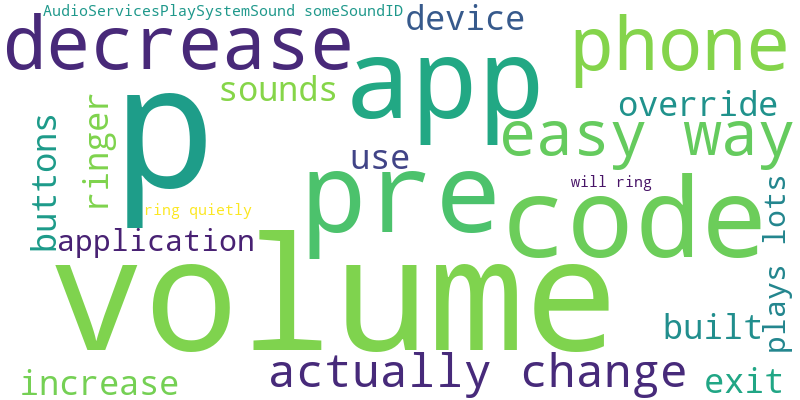 AudioServicesPlaySystemSound someSoundID
decrease
device
phone
app
p
sounds
override
ringer
buttons
easy way
use
pre
will ring
code
ring quietly
application
plays lots
volume
built
actually change
increase
exit